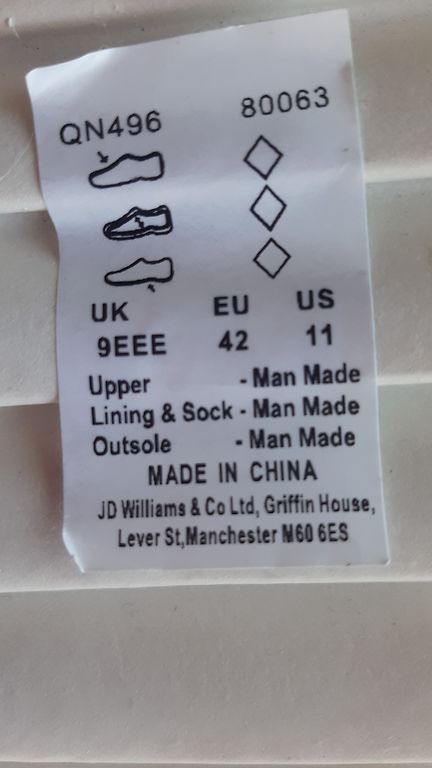 QN496 80063
UK EU US
9EEE 42 11
Upper - Man Made
Lining & Sock - Man Made
Outsole - Man Made
MADE IN CHINA
JD Williams & Co Ltd, Griffin House,
Lever St,Manchester M60 6ES